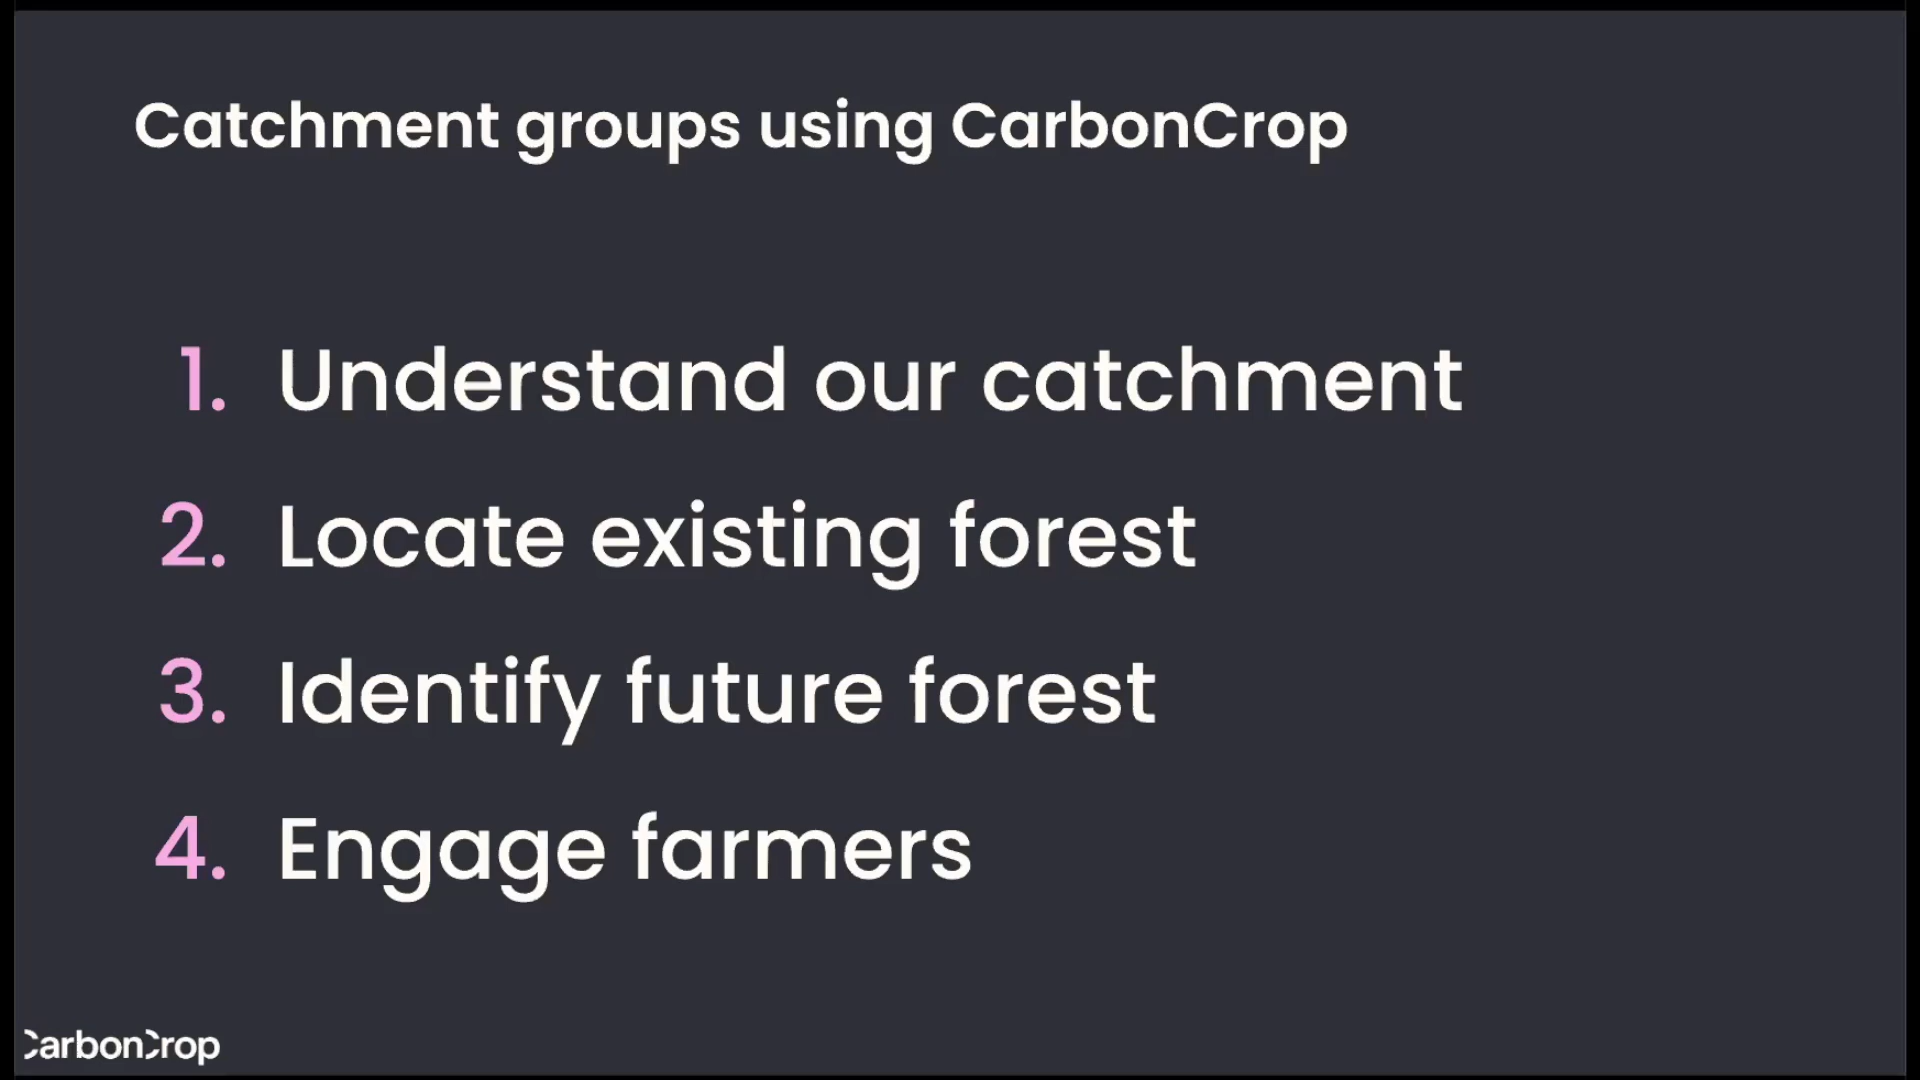 Catchment groups using CarbonCrop
1. Understand our catchment
2. Locate existing forest
3. Identify future forest
4. Engage farmers
CarbonCrop